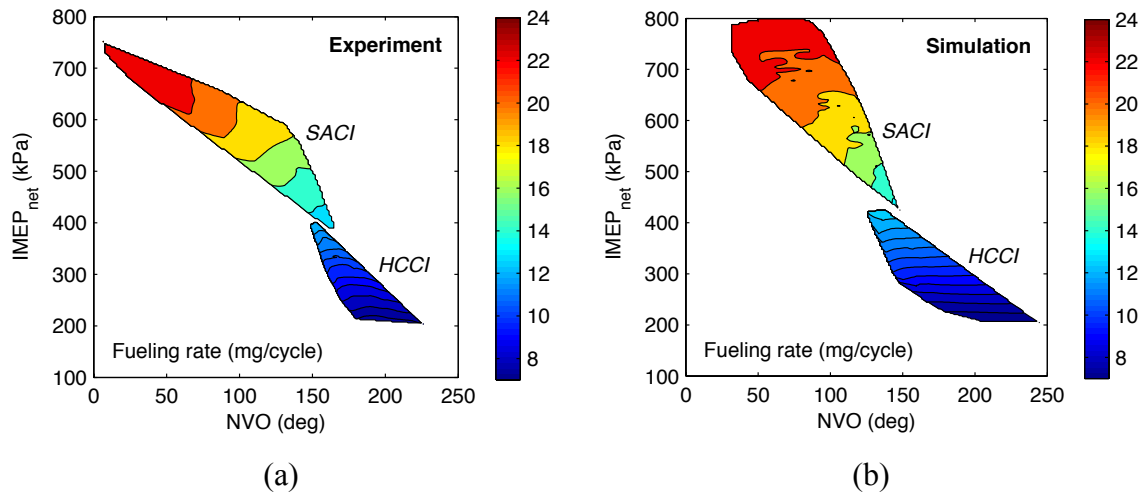 800
700
600
500
400
300
200
100
IMEP_net (kPa)
0 50 100 150 200 250
NVO (deg)
Experiment
SACI
HCCI
Fueling rate (mg/cycle)
24
22
20
18
16
14
12
10
8
(a)
800
700
600
500
400
300
200
100
IMEP_net (kPa)
0 50 100 150 200 250
NVO (deg)
Simulation
SACI
HCCI
Fueling rate (mg/cycle)
24
22
20
18
16
14
12
10
8
(b)